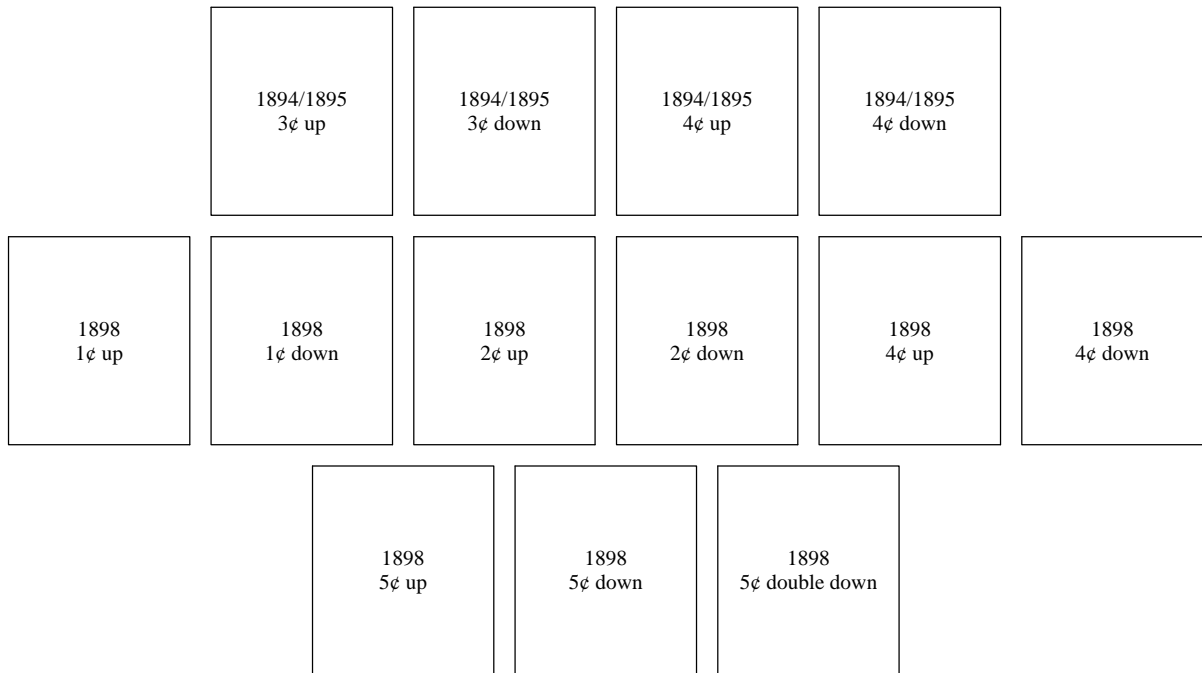 1894/1895
3¢ up
1894/1895
3¢ down
1894/1895
4¢ up
1894/1895
4¢ down
1898
1¢ up
1898
1¢ down
1898
2¢ up
1898
2¢ down
1898
4¢ up
1898
4¢ down
1898
5¢ up
1898
5¢ down
1898
5¢ double down